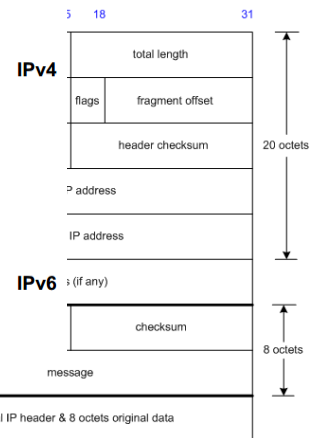 18 31
total length
IPv4
flags fragment offset
header checksum 20 octets
address
IP address
IPv6 (if any)
checksum
8 octets
message
IP header & 8 octets original data